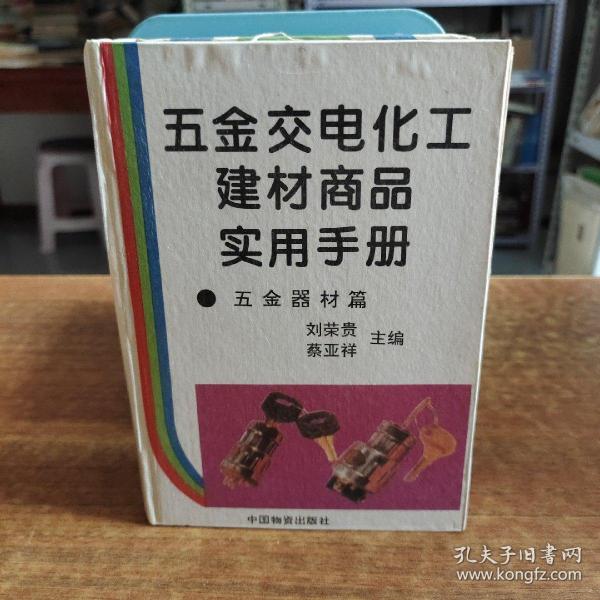 五金交电化工
建材商品
实用手册
●五金器材篇
刘荣贵
蔡亚祥
主编
中国物资出版社
孔夫子旧书网
www.kongfz.com